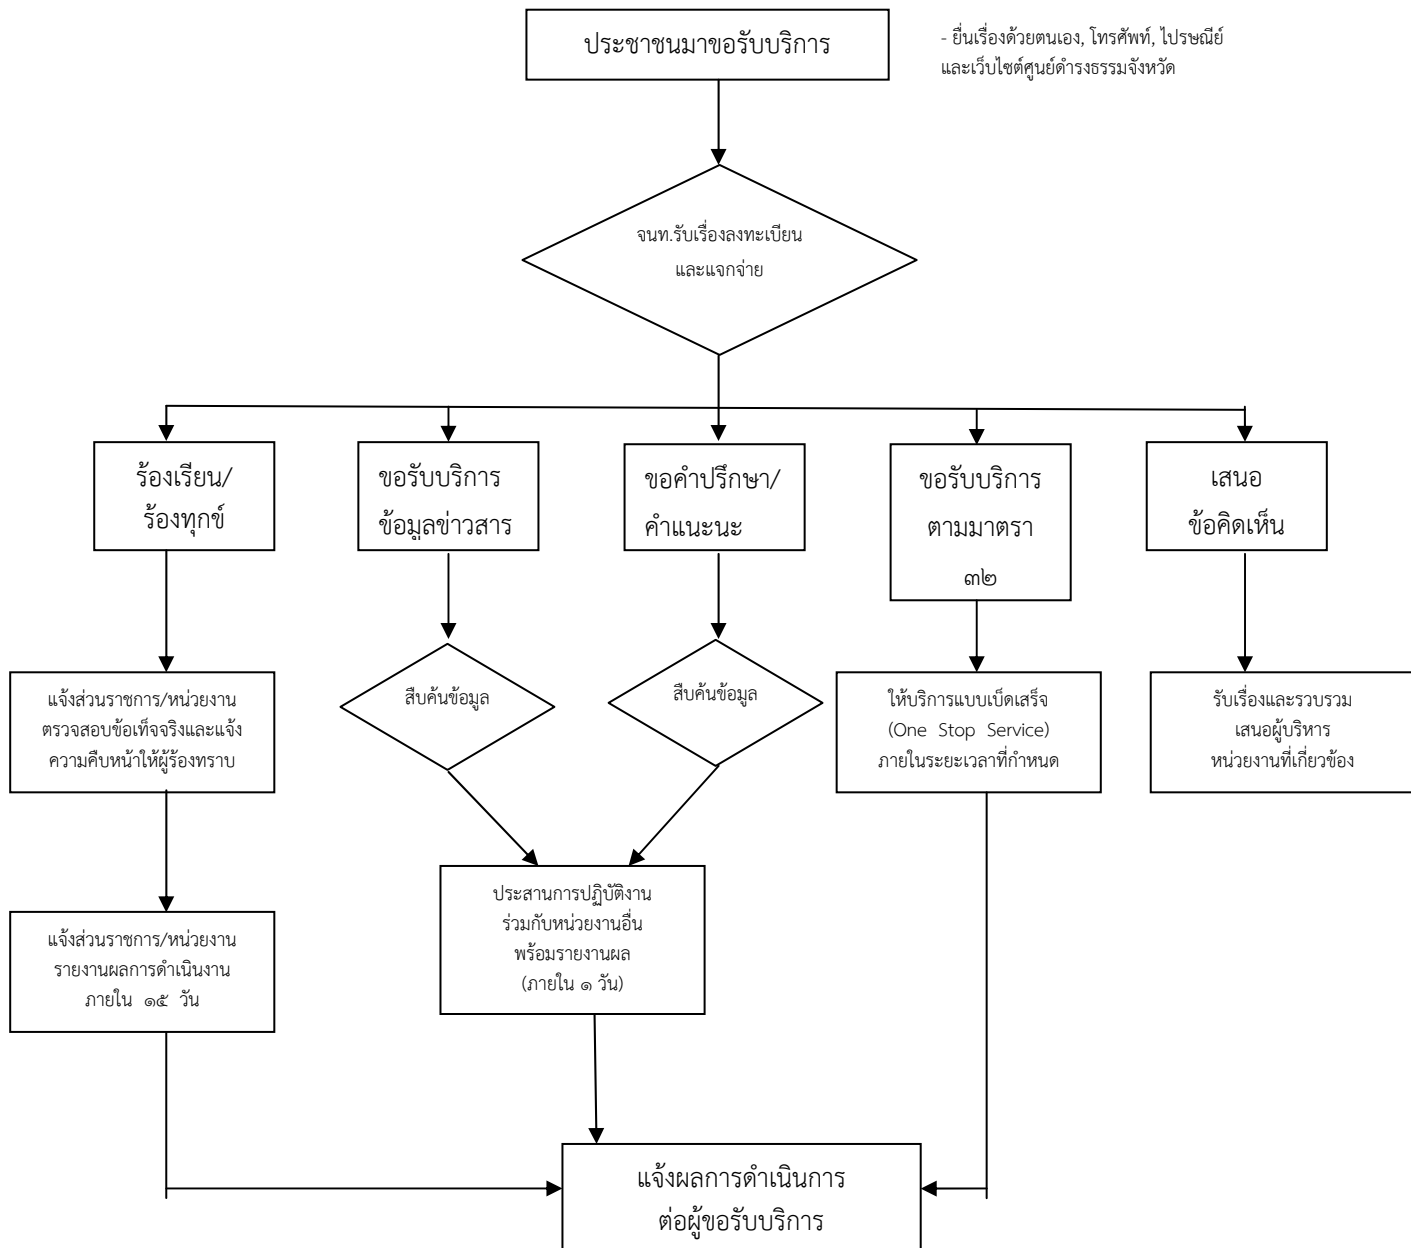 ประชาชนมาขอรับบริการ
- ยื่นเรื่องด้วยตนเอง, โทรศัพท์, ไปรษณีย์
และเว็บไซต์ศูนย์ดำรงธรรมจังหวัด
จนท.รับเรื่องลงทะเบียน
และแจกจ่าย
ร้องเรียน/
ร้องทุกข์
ขอรับบริการ
ข้อมูลข่าวสาร
ขอคำปรึกษา/
คำแนะนะ
ขอรับบริการ
ตามมาตรา
๓๒
เสนอ
ข้อคิดเห็น
แจ้งส่วนราชการ/หน่วยงาน
ตรวจสอบข้อเท็จจริงและแจ้ง
ความคืบหน้าให้ผู้ร้องทราบ
สืบค้นข้อมูล
สืบค้นข้อมูล
ให้บริการแบบเบ็ดเสร็จ
(One Stop Service)
ภายในระยะเวลาที่กำหนด
รับเรื่องและรวบรวม
เสนอผู้บริหาร
หน่วยงานที่เกี่ยวข้อง
แจ้งส่วนราชการ/หน่วยงาน
รายงานผลการดำเนินงาน
ภายใน ๑๕ วัน
ประสานการปฏิบัติงาน
ร่วมกับหน่วยงานอื่น
พร้อมรายงานผล
(ภายใน ๑ วัน)
แจ้งผลการดำเนินการ
ต่อผู้ขอรับบริการ